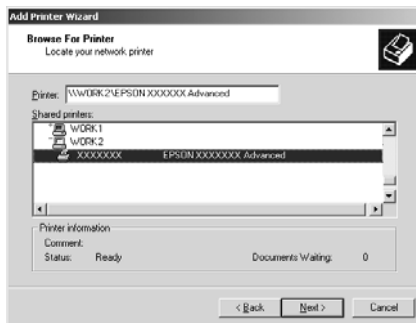 Add Printer Wizard
Browse For Printer
Locate your network printer
Printer: \\WORK2\EPSON XXXXXX Advanced
Shared printers:
WORK1
WORK2
XXXXXXX EPSON XXXXXXX Advanced
Printer information
Comment:
Status: Ready Documents Waiting: 0
< Back Next > Cancel